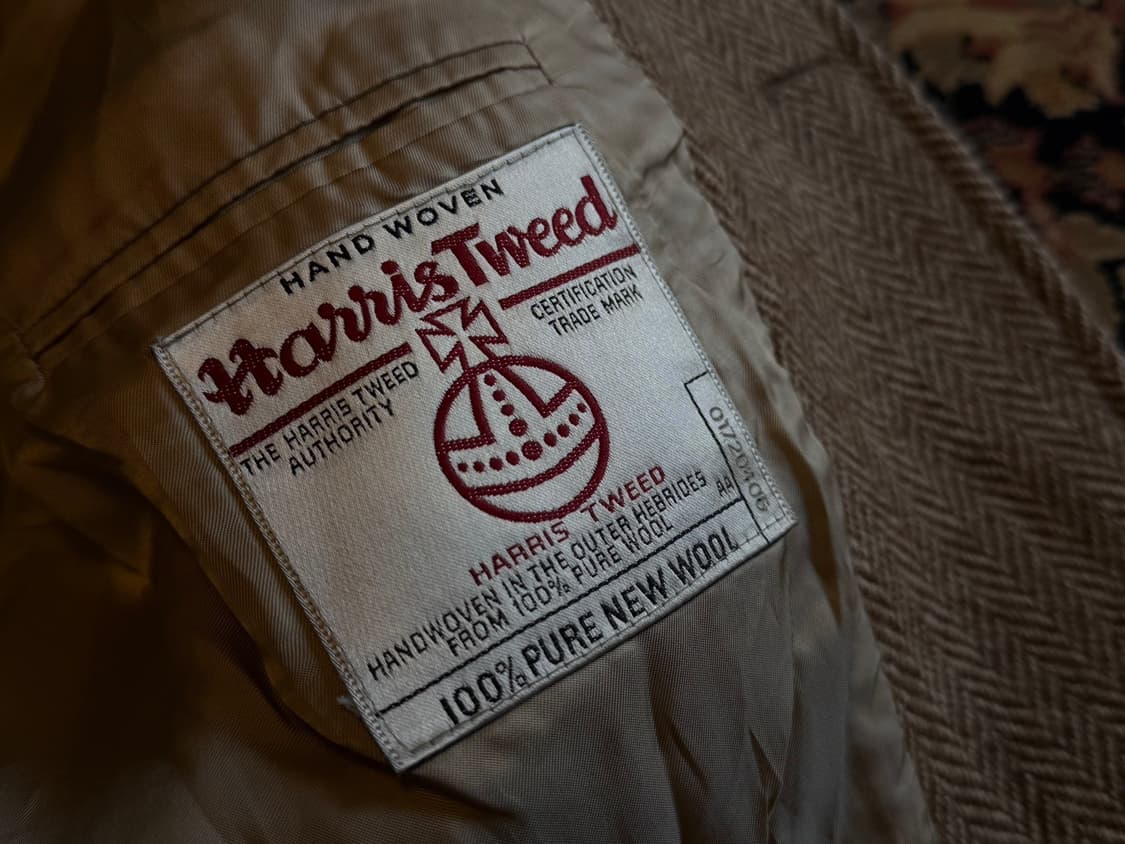 HAND WOVEN
Harris Tweed
THE HARRIS TWEED
AUTHORITY
CERTIFICATION
TRADE MARK
HARRIS TWEED
HANDWOVEN IN THE OUTER HEBRIDES
FROM 100% PURE WOOL
AA
100% PURE NEW WOOL